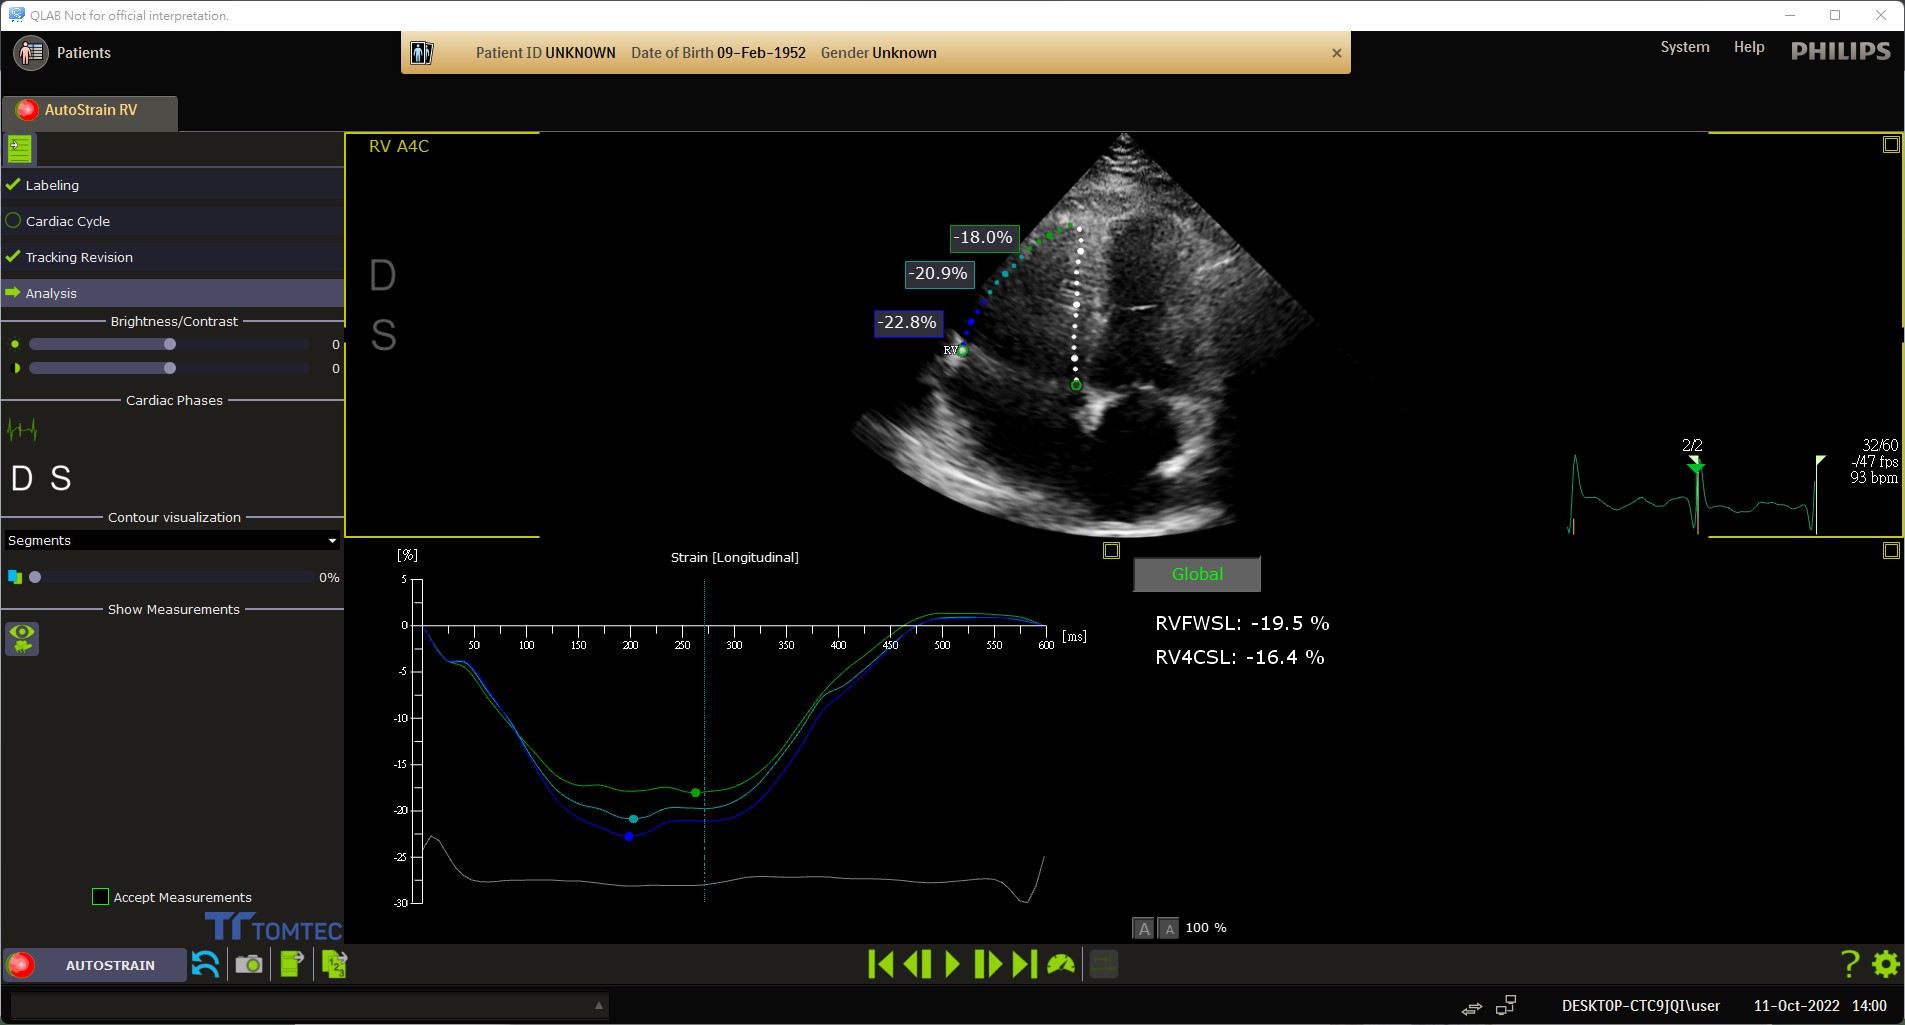 QLAB Not for official interpretation.
Patients
Patient ID UNKNOWN Date of Birth 09-Feb-1952 Gender Unknown
System Help PHILIPS
AutoStrain RV
Labeling
Cardiac Cycle
Tracking Revision
Analysis
Brightness/Contrast
0
0
Cardiac Phases
D S
Contour visualization
Segments
0%
Show Measurements
Accept Measurements
TOMTEC
RV A4C
D
S
-18.0%
-20.9%
-22.8%
RV
2/2
32/60
-/47 fps
93 bpm
[%]
Strain [Longitudinal]
5
0
-5
-10
-15
-20
-25
-30
50 100 150 200 250 300 350 400 450 500 550 600 [ms]
Global
RVFWSL: -19.5 %
RV4CSL: -16.4 %
A A 100 %
AUTOSTRAIN
1 2 3
?
DESKTOP-CTC9JQI\user 11-Oct-2022 14:00